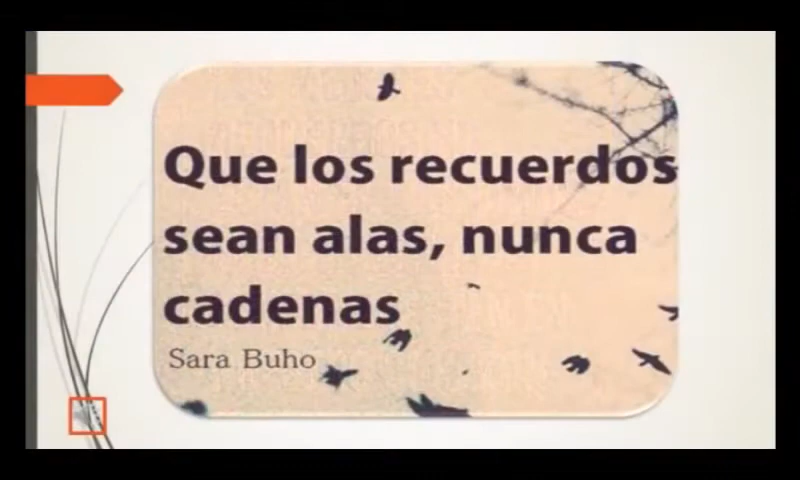 Que los recuerdos
sean alas, nunca
cadenas
Sara Buho